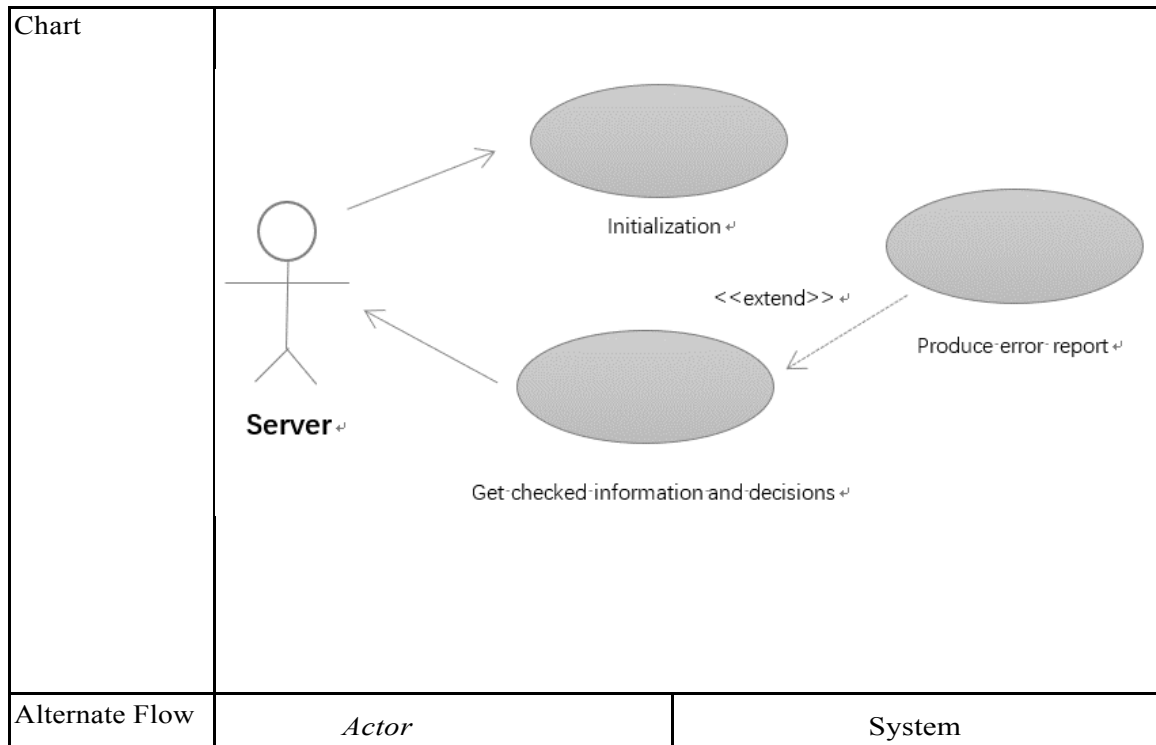 Chart
Initialization ↵
<<extend>> ↵
Produce error report ↵
Server ↵
Get checked information and decisions ↵
Alternate Flow Actor System